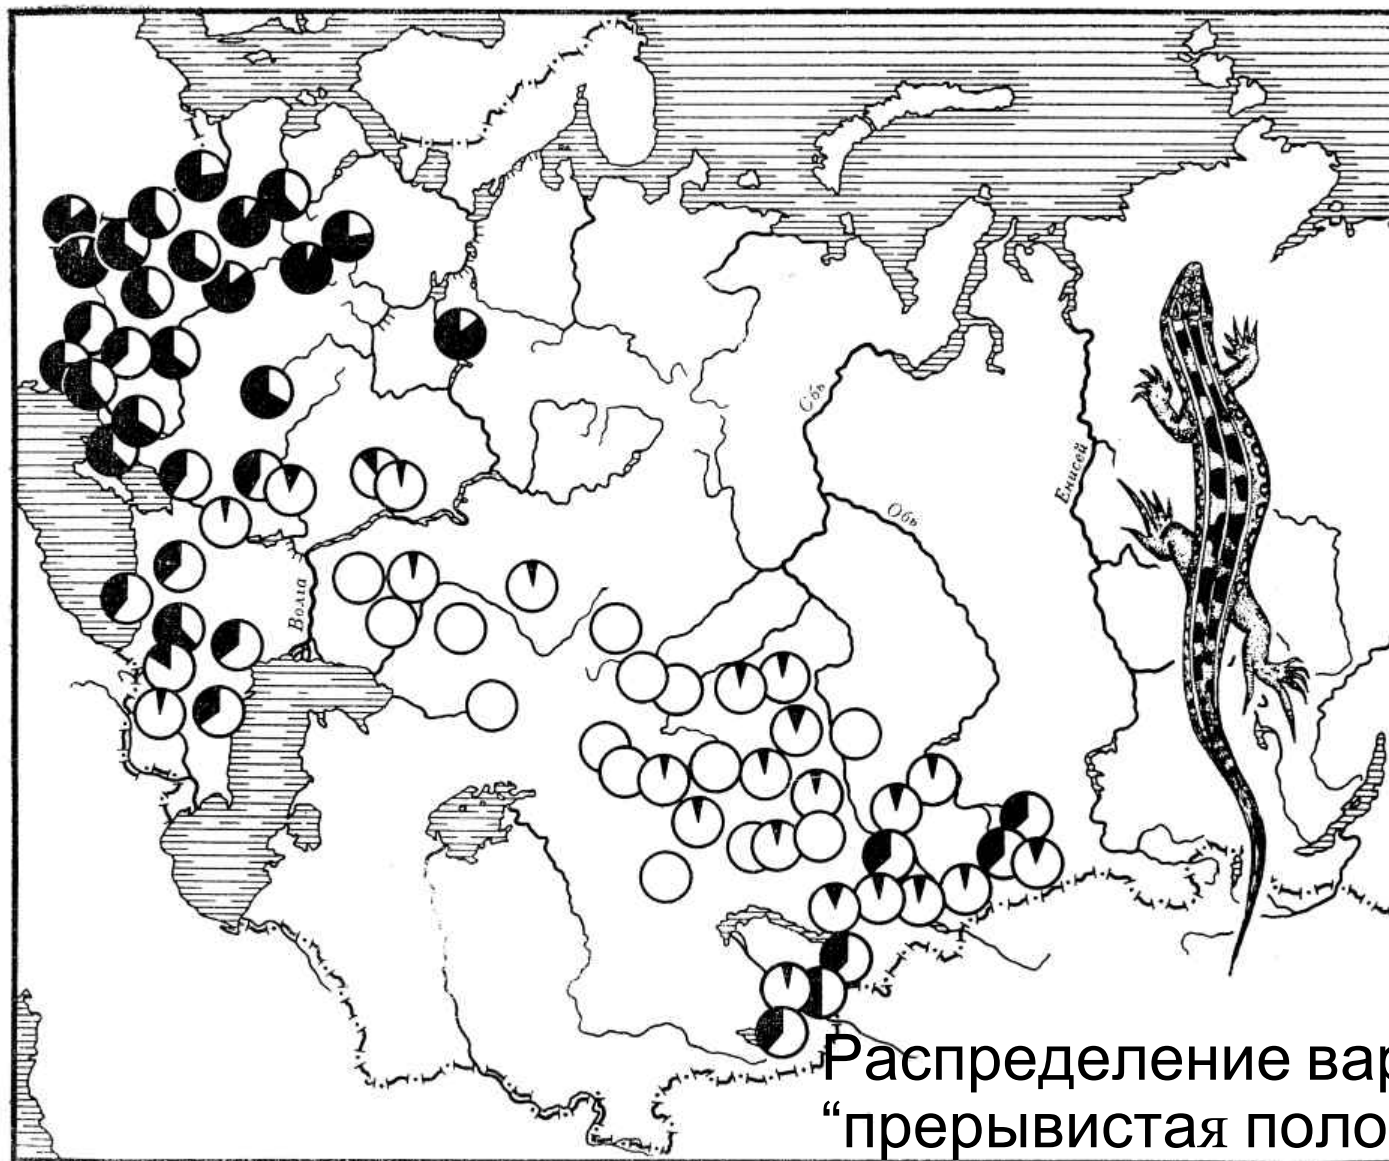 Обь
Обь
Енисей
Волга
Распределение вар
“прерывистая поло